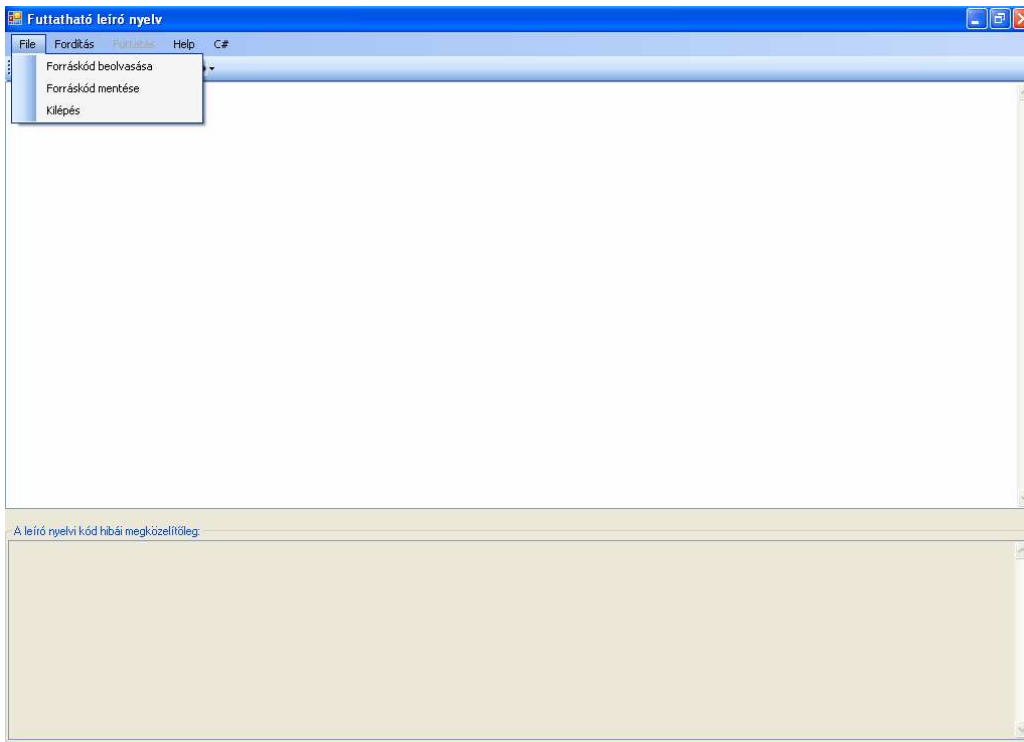 Futtatható leíró nyelv
File Fordítás Futtatás Help C#
Forráskód beolvasása
Forráskód mentése
Kilépés
A leíró nyelvi kód hibái megközelítőleg: